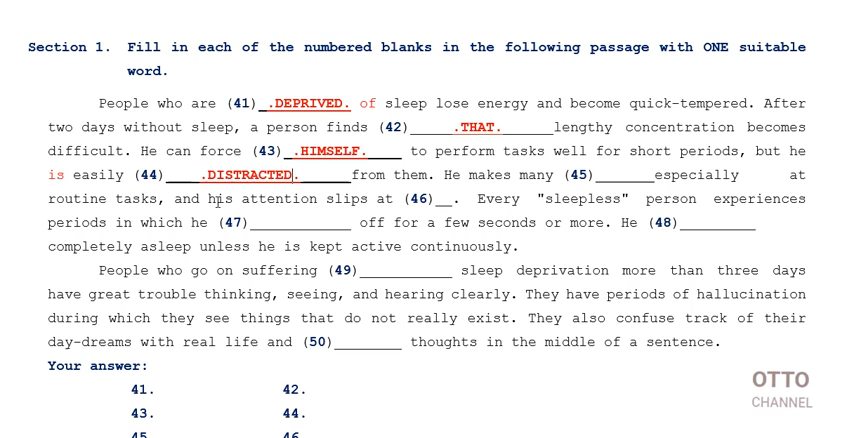 Section 1. Fill in each of the numbered blanks in the following passage with ONE suitable
word.
People who are (41)_.DEPRIVED. of sleep lose energy and become quick-tempered. After
two days without sleep, a person finds (42)_____.THAT.______lengthy concentration becomes
difficult. He can force (43)_.HIMSELF.____ to perform tasks well for short periods, but he
is easily (44)____.DISTRACTED.______from them. He makes many (45)_______especially at
routine tasks, and his attention slips at (46)__. Every "sleepless" person experiences
periods in which he (47)____________ off for a few seconds or more. He (48)_________
completely asleep unless he is kept active continuously.
People who go on suffering (49)___________ sleep deprivation more than three days
have great trouble thinking, seeing, and hearing clearly. They have periods of hallucination
during which they see things that do not really exist. They also confuse track of their
day-dreams with real life and (50)________ thoughts in the middle of a sentence.
Your answer:
41. 42.
43. 44.
45 46
OTTO
CHANNEL